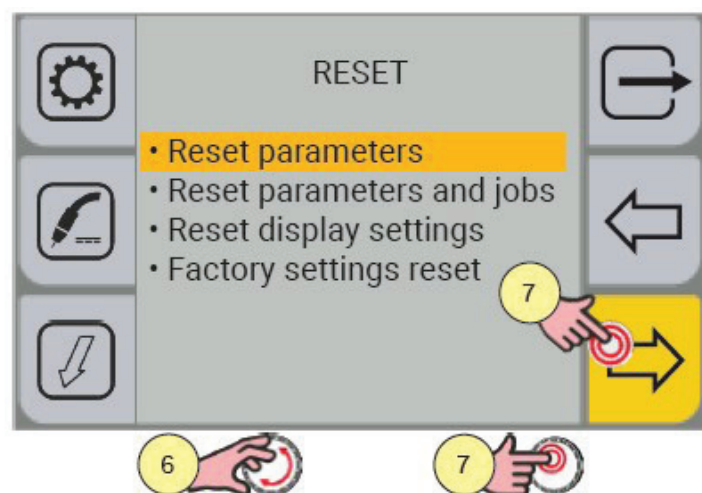 RESET
• Reset parameters
• Reset parameters and jobs
• Reset display settings
• Factory settings reset
7
6
7